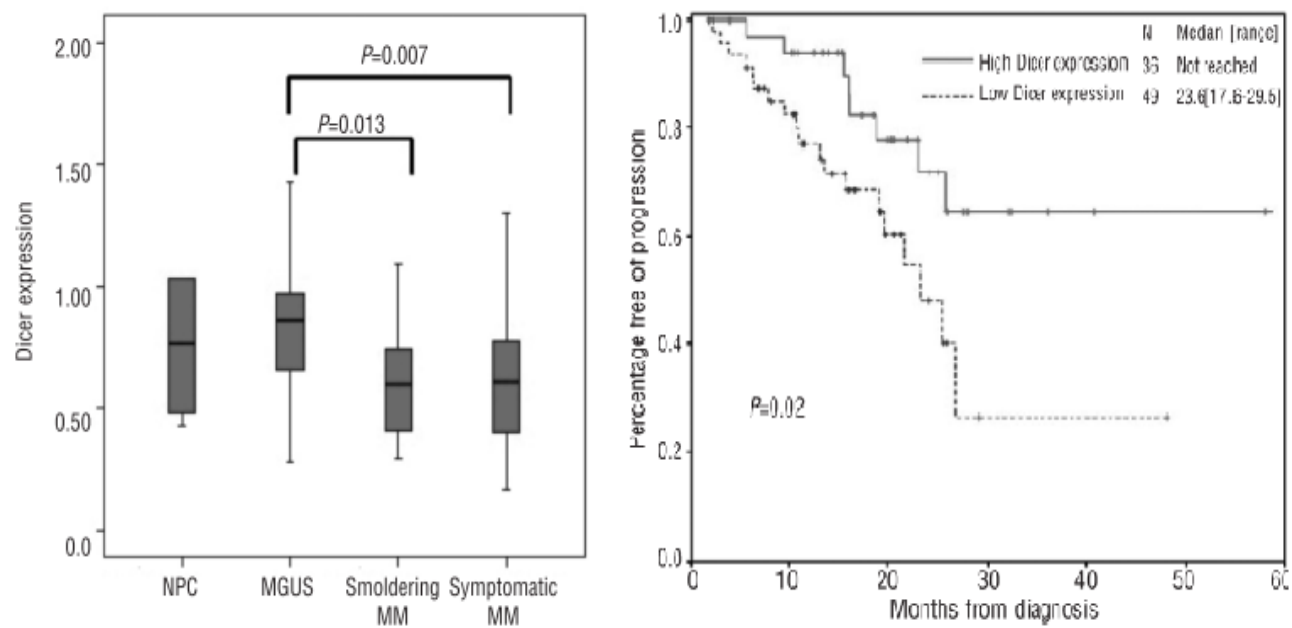 2.00
1.50
1.00
0.50
0.0
Dicer expression
P=0.007
P=0.013
NPC
MGUS
Smoldering MM
Symptomatic MM
1.0
0.8
0.6
0.4
0.2
0.0
Percentage free of progression
N Median [range]
High Dicer expression 36 Not reached
Low Dicer expression 49 23.6[17.6-29.5]
P=0.02
0 10 20 30 40 50 60
Months from diagnosis